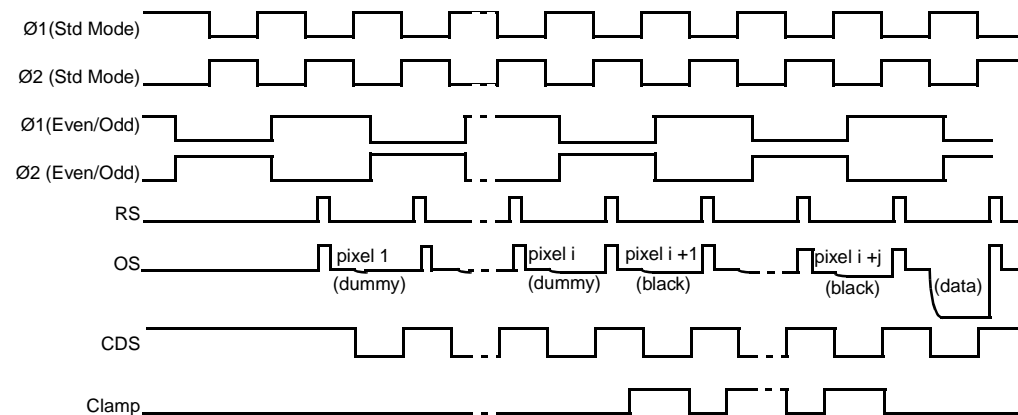 Ø1(Std Mode)
Ø2 (Std Mode)
Ø1(Even/Odd)
Ø2 (Even/Odd)
RS
OS
pixel 1
(dummy)
pixel i
(dummy)
pixel i +1
(black)
pixel i +j
(black)
(data)
CDS
Clamp